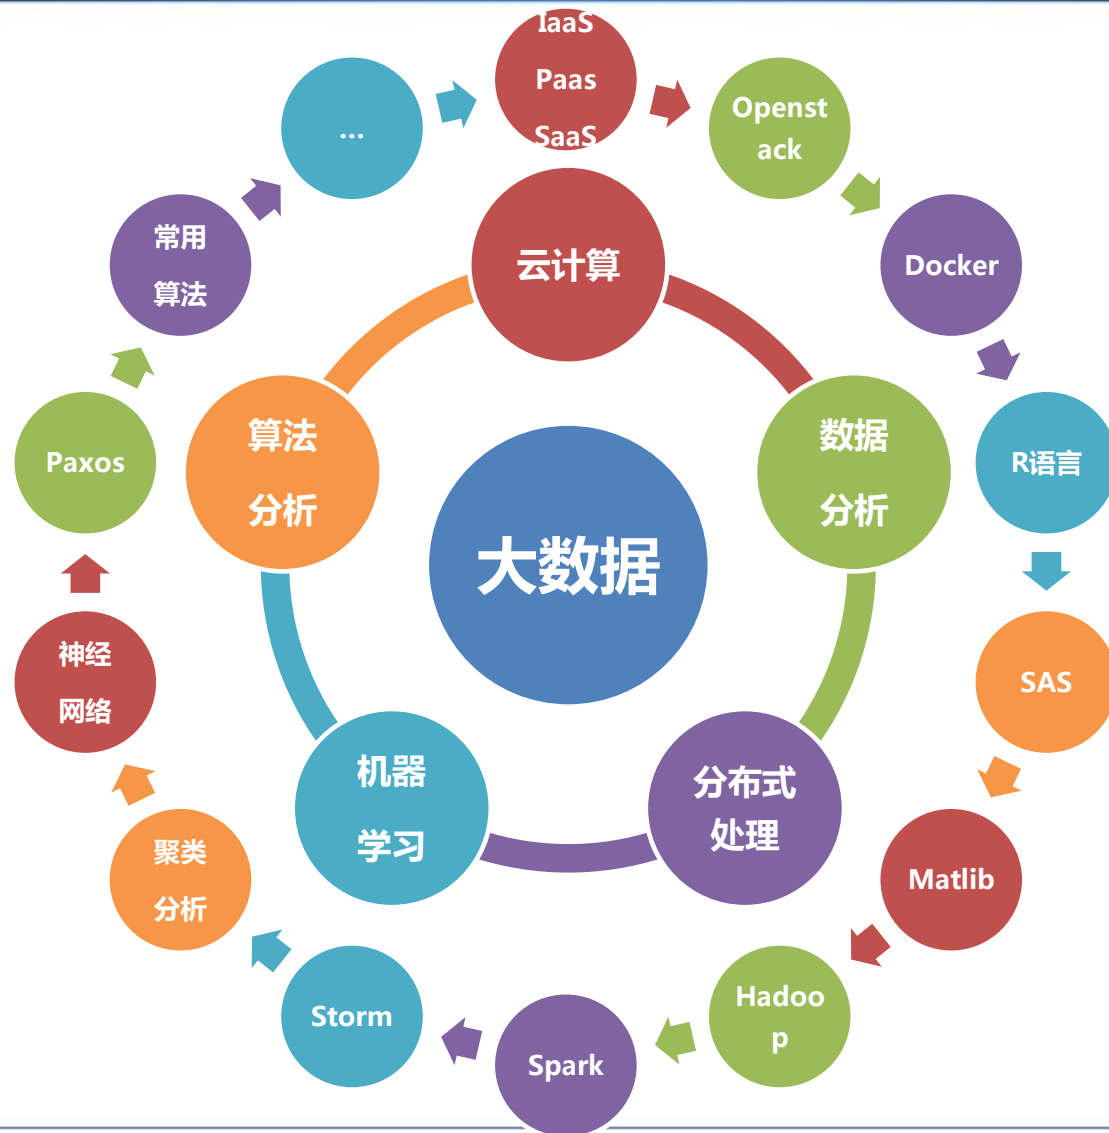 IaaS
Paas
SaaS
Openst
ack
Docker
R语言
SAS
Matlib
Hadoo
p
Spark
Storm
聚类
分析
神经
网络
Paxos
常用
算法
...
云计算
数据
分析
分布式
处理
机器
学习
算法
分析
大数据